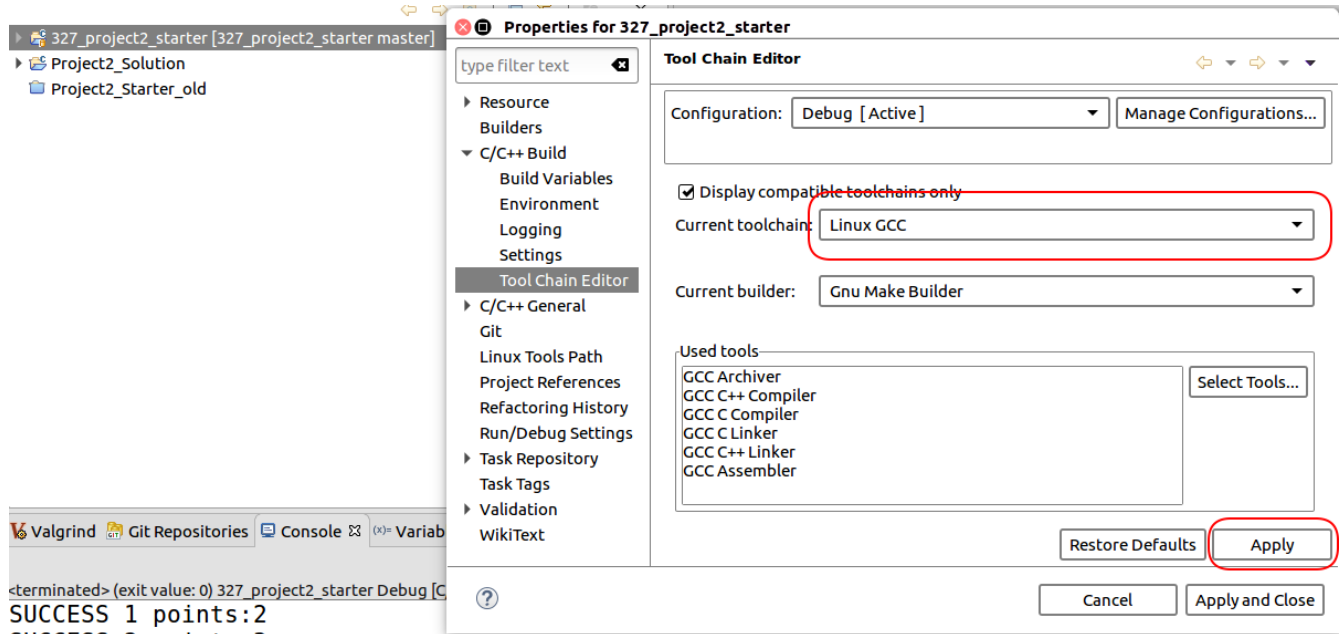 327_project2_starter [327_project2_starter master]
Project2_Solution
Project2_Starter_old
Valgrind Git Repositories Console (x)= Variab
<terminated> (exit value: 0) 327_project2_starter Debug [C
SUCCESS 1 points:2
Properties for 327_project2_starter
type filter text
Resource
Builders
C/C++ Build
Build Variables
Environment
Logging
Settings
Tool Chain Editor
C/C++ General
Git
Linux Tools Path
Project References
Refactoring History
Run/Debug Settings
Task Repository
Task Tags
Validation
WikiText
Tool Chain Editor
Configuration: Debug [ Active ] Manage Configurations...
Display compatible toolchains only
Current toolchain: Linux GCC
Current builder: Gnu Make Builder
Used tools
GCC Archiver
GCC C++ Compiler
GCC C Compiler
GCC C Linker
GCC C++ Linker
GCC Assembler
Select Tools...
Restore Defaults Apply
? Cancel Apply and Close